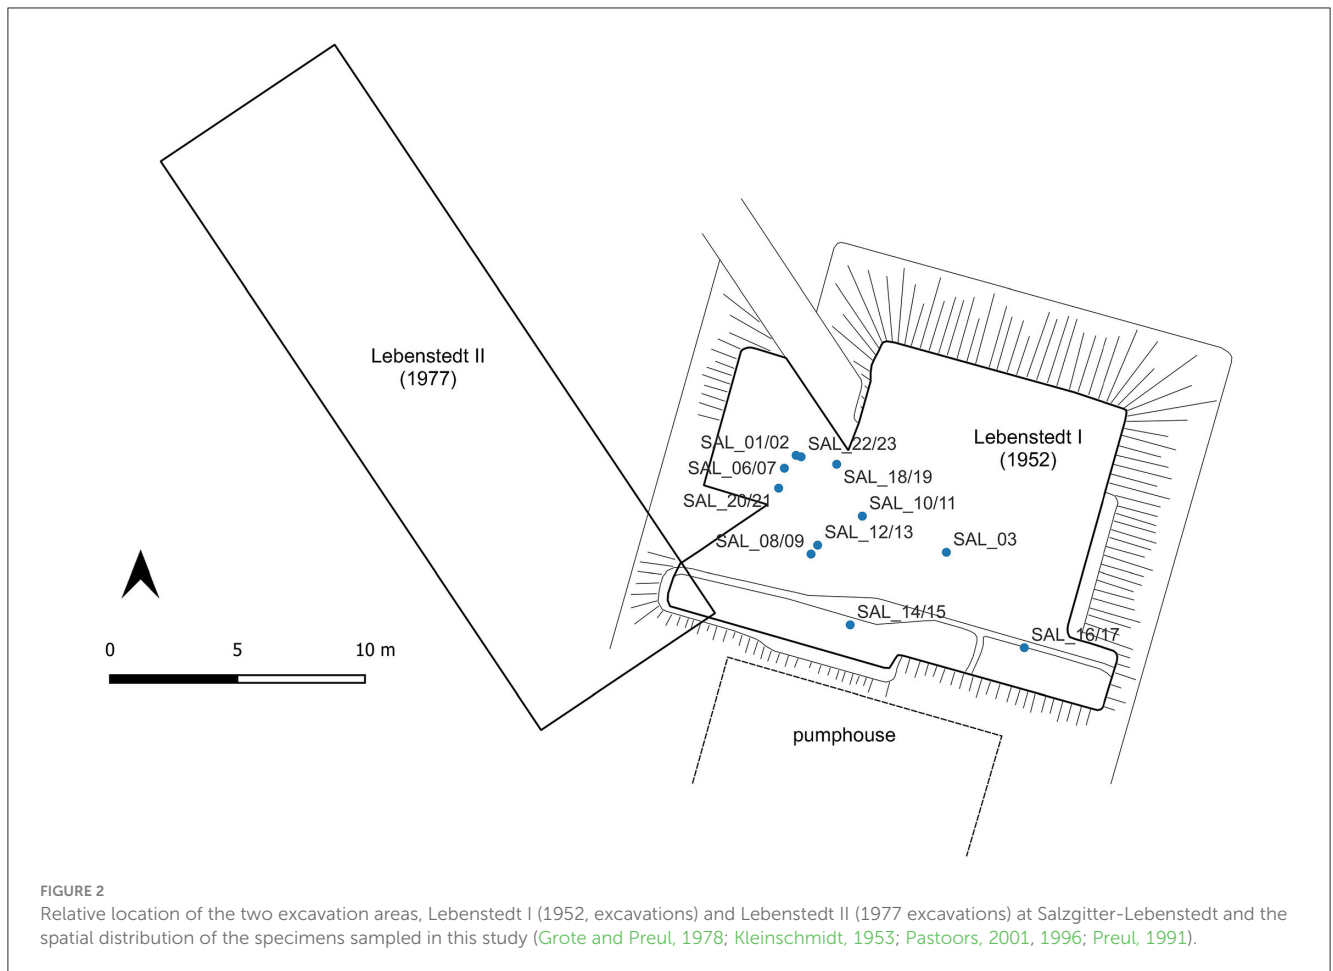 Lebenstedt II
(1977)
Lebenstedt I
(1952)
SAL_01/02
SAL_22/23
SAL_06/07
SAL_18/19
SAL_20/21
SAL_10/11
SAL_08/09
SAL_12/13
SAL_03
SAL_14/15
SAL_16/17
0 5 10 m
pumphouse
FIGURE 2
Relative location of the two excavation areas, Lebenstedt I (1952, excavations) and Lebenstedt II (1977 excavations) at Salzgitter-Lebenstedt and the
spatial distribution of the specimens sampled in this study (Grote and Preul, 1978; Kleinschmidt, 1953; Pastoors, 2001, 1996; Preul, 1991).